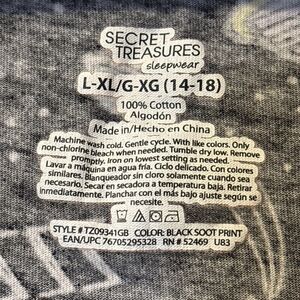 SECRET
TREASURES
sleepwear
L-XL/G-XG (14-18)
100% Cotton
Algodón
Made in/Hecho en China
Machine wash cold. Gentle cycle. With like colors. Only
non-chlorine bleach when needed. Tumble dry low. Remove
promptly. Iron on lowest setting as needed.
Lavar a máquina en agua fría. Ciclo delicado. Con colores
similares. Blanqueador sin cloro solamente cuando sea
necesario. Secar en secadora a temperatura baja. Retirar
inmediatamente. Planchar con el más bajo ajuste según se
necesite.
STYLE # TZ09341GB COLOR: BLACK SOOT PRINT
EAN/UPC 76705295328 RN # 52469 U83